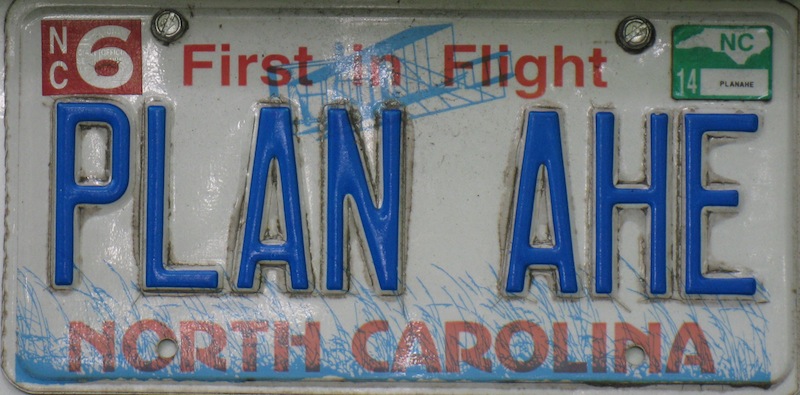 NC 6 First in Flight NC
14 PLANAHE
PLAN AHE
NORTH CAROLINA